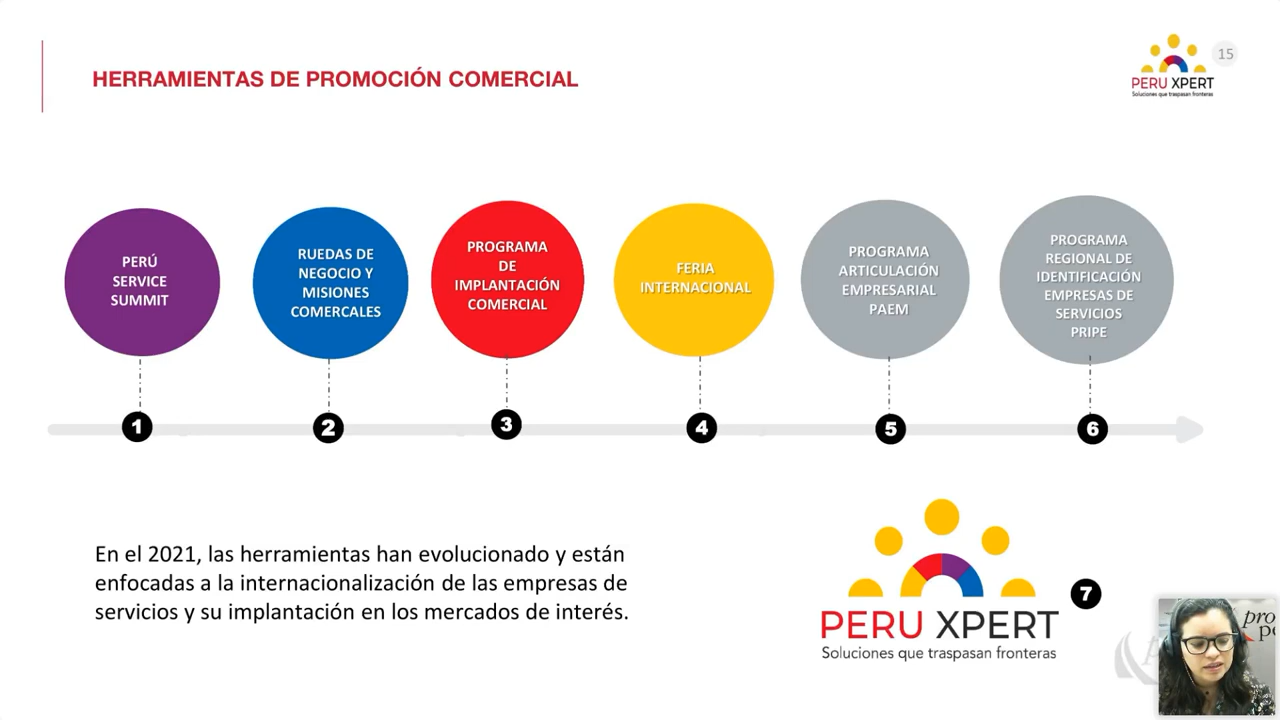 HERRAMIENTAS DE PROMOCIÓN COMERCIAL
PERU XPERT
Soluciones que traspasan fronteras
15
PERÚ
SERVICE
SUMMIT
RUEDAS DE
NEGOCIO Y
MISIONES
COMERCALES
PROGRAMA
DE
IMPLANTACIÓN
COMERCIAL
FERIA
INTERNACIONAL
PROGRAMA
ARTICULACIÓN
EMPRESARIAL
PAEM
PROGRAMA
REGIONAL DE
IDENTIFICACIÓN
EMPRESAS DE
SERVICIOS
PRIPE
1
2
3
4
5
6
En el 2021, las herramientas han evolucionado y están
enfocadas a la internacionalización de las empresas de
servicios y su implantación en los mercados de interés.
PERU XPERT
Soluciones que traspasan fronteras
7